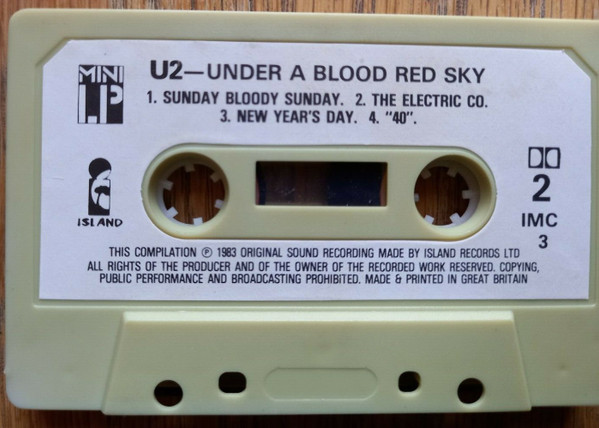 MINI
LP
U2—UNDER A BLOOD RED SKY
1. SUNDAY BLOODY SUNDAY. 2. THE ELECTRIC CO.
3. NEW YEAR'S DAY. 4. "40".
2
IMC
3
ISLAND
THIS COMPILATION Ⓟ 1983 ORIGINAL SOUND RECORDING MADE BY ISLAND RECORDS LTD
ALL RIGHTS OF THE PRODUCER AND OF THE OWNER OF THE RECORDED WORK RESERVED. COPYING,
PUBLIC PERFORMANCE AND BROADCASTING PROHIBITED. MADE & PRINTED IN GREAT BRITAIN